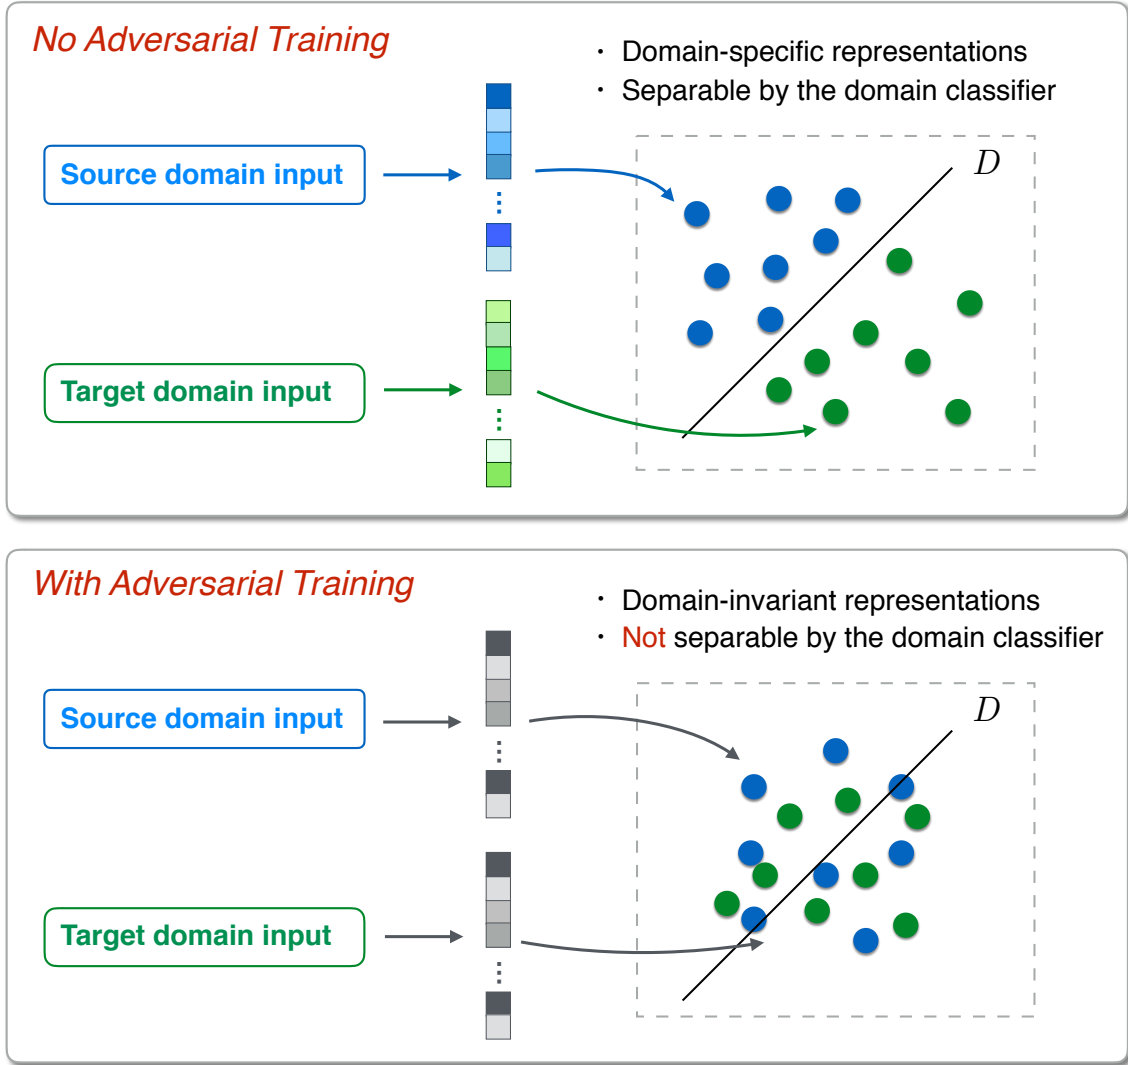 No Adversarial Training
· Domain-specific representations
· Separable by the domain classifier
Source domain input
D
Target domain input
With Adversarial Training
· Domain-invariant representations
· Not separable by the domain classifier
Source domain input
D
Target domain input